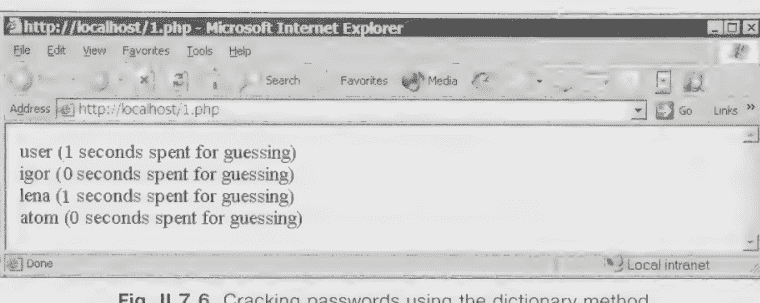 http://localhost/1.php - Microsoft Internet Explorer
File Edit View Favorites Tools Help
Search Favorites Media
Address http://localhost/1.php Go Links »
user (1 seconds spent for guessing)
igor (0 seconds spent for guessing)
lena (1 seconds spent for guessing)
atom (0 seconds spent for guessing)
Done Local intranet
Fig. II.7.6. Cracking passwords using the dictionary method